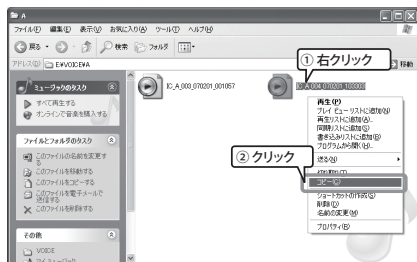 A
ファイル(F) 編集(E) 表示(V) お気に入り(A) ツール(T) ヘルプ(H)
戻る 検索 フォルダ
アドレス(D) E:¥VOICE¥A 移動
① 右クリック
ミュージックのタスク
すべて再生する
オンラインで音楽を購入する
IC_A_003_070201_001057
IC_A_004_070201_100303
再生(P)
プレイ ビュー リストに追加(N)
再生リストに追加(A)...
同期リストに追加(S)
書き込みリストに追加(B)
プログラムから開く(H)...
ファイルとフォルダのタスク
このファイルの名前を変更する
このファイルを移動する
このファイルをコピーする
このファイルを電子メールで送信する
このファイルを削除する
② クリック
送る(N)
コピー(C)
ショートカットの作成(S)
削除(D)
名前の変更(M)
プロパティ(R)
その他
VOICE